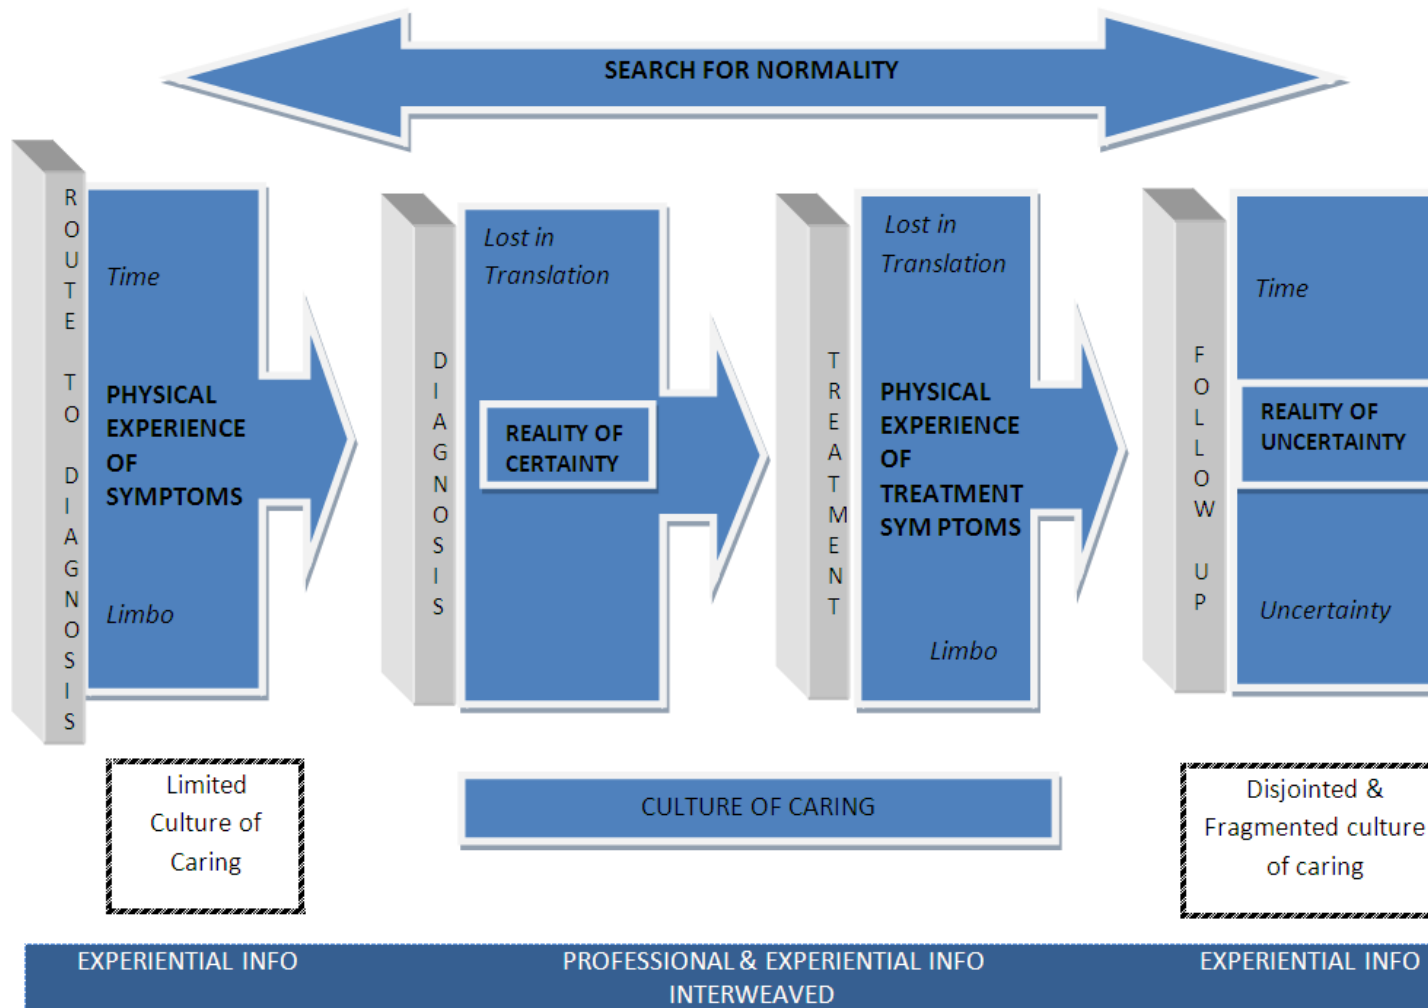 SEARCH FOR NORMALITY
ROUTE TO DIAGNOSIS
Time
PHYSICAL
EXPERIENCE
OF
SYMPTOMS
Limbo
DIAGNOSIS
Lost in
Translation
REALITY OF
CERTAINTY
TREATMENT
Lost in
Translation
PHYSICAL
EXPERIENCE
OF
TREATMENT
SYM PTOMS
Limbo
FOLLOW UP
Time
REALITY OF
UNCERTAINTY
Uncertainty
Limited
Culture of
Caring
CULTURE OF CARING
Disjointed &
Fragmented culture
of caring
EXPERIENTIAL INFO
PROFESSIONAL & EXPERIENTIAL INFO
INTERWEAVED
EXPERIENTIAL INFO